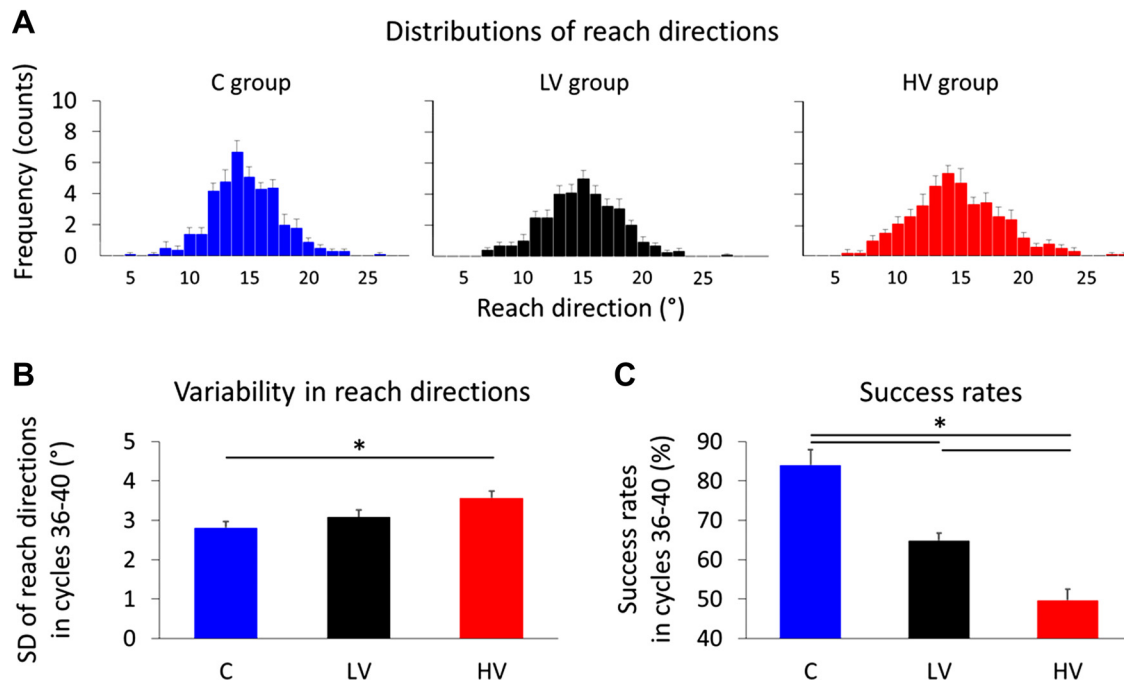 A
Distributions of reach directions
C group
LV group
HV group
Frequency (counts)
10
8
6
4
2
0
5 10 15 20 25
5 10 15 20 25
5 10 15 20 25
Reach direction (°)
B
Variability in reach directions
SD of reach directions
in cycles 36-40 (°)
5
4
3
2
1
0
*
C LV HV
C
Success rates
Success rates
in cycles 36-40 (%)
90
80
70
60
50
40
*
C LV HV